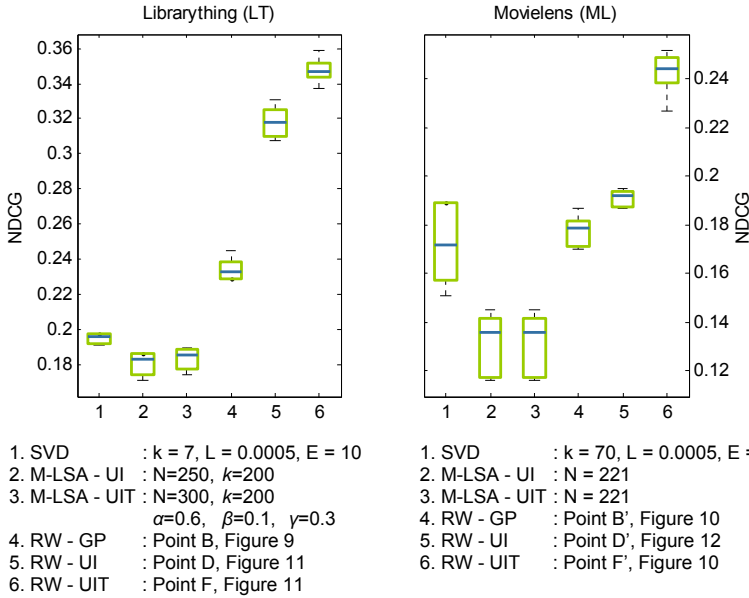 Librarything (LT)
0.36
0.34
0.32
0.3
0.28
0.26
0.24
0.22
0.2
0.18
NDCG
1 2 3 4 5 6
1. SVD : k = 7, L = 0.0005, E = 10
2. M-LSA - UI : N=250, k=200
3. M-LSA - UIT : N=300, k=200
α=0.6, β=0.1, γ=0.3
4. RW - GP : Point B, Figure 9
5. RW - UI : Point D, Figure 11
6. RW - UIT : Point F, Figure 11
Movielens (ML)
0.24
0.22
0.2
0.18
0.16
0.14
0.12
NDCG
1 2 3 4 5 6
1. SVD : k = 70, L = 0.0005, E =
2. M-LSA - UI : N = 221
3. M-LSA - UIT : N = 221
4. RW - GP : Point B’, Figure 10
5. RW - UI : Point D’, Figure 12
6. RW - UIT : Point F’, Figure 10